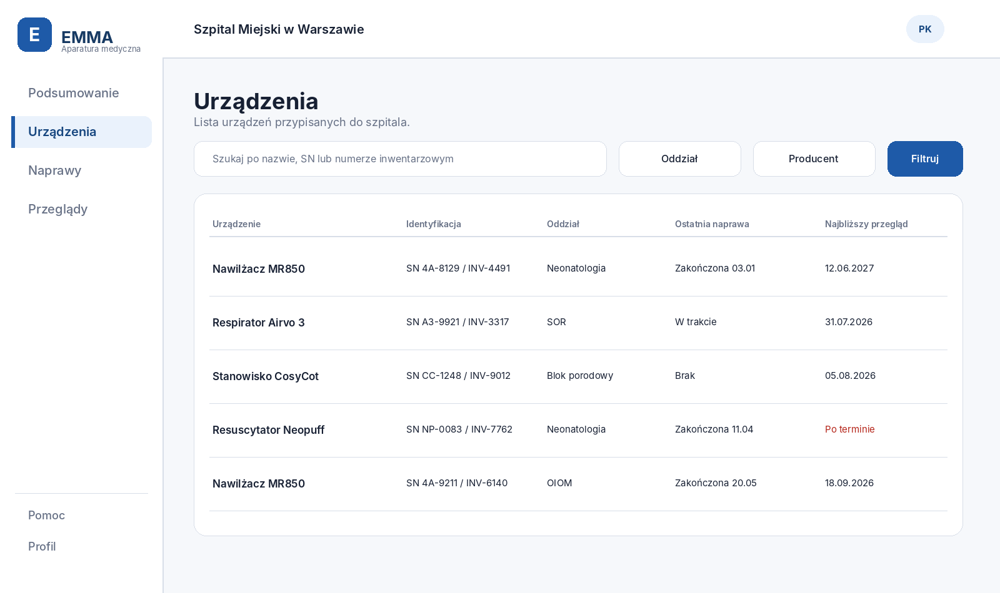 E
EMMA
Aparatura medyczna
Szpital Miejski w Warszawie
PK
Podsumowanie
Urządzenia
Naprawy
Przeglądy
Pomoc
Profil
Urządzenia
Lista urządzeń przypisanych do szpitala.
Szukaj po nazwie, SN lub numerze inwentarzowym
Oddział
Producent
Filtruj
Urządzenie Identyfikacja Oddział Ostatnia naprawa Najbliższy przegląd
Nawilżacz MR850 SN 4A-8129 / INV-4491 Neonatologia Zakończona 03.01 12.06.2027
Respirator Airvo 3 SN A3-9921 / INV-3317 SOR W trakcie 31.07.2026
Stanowisko CosyCot SN CC-1248 / INV-9012 Blok porodowy Brak 05.08.2026
Resuscytator Neopuff SN NP-0083 / INV-7762 Neonatologia Zakończona 11.04 Po terminie
Nawilżacz MR850 SN 4A-9211 / INV-6140 OIOM Zakończona 20.05 18.09.2026